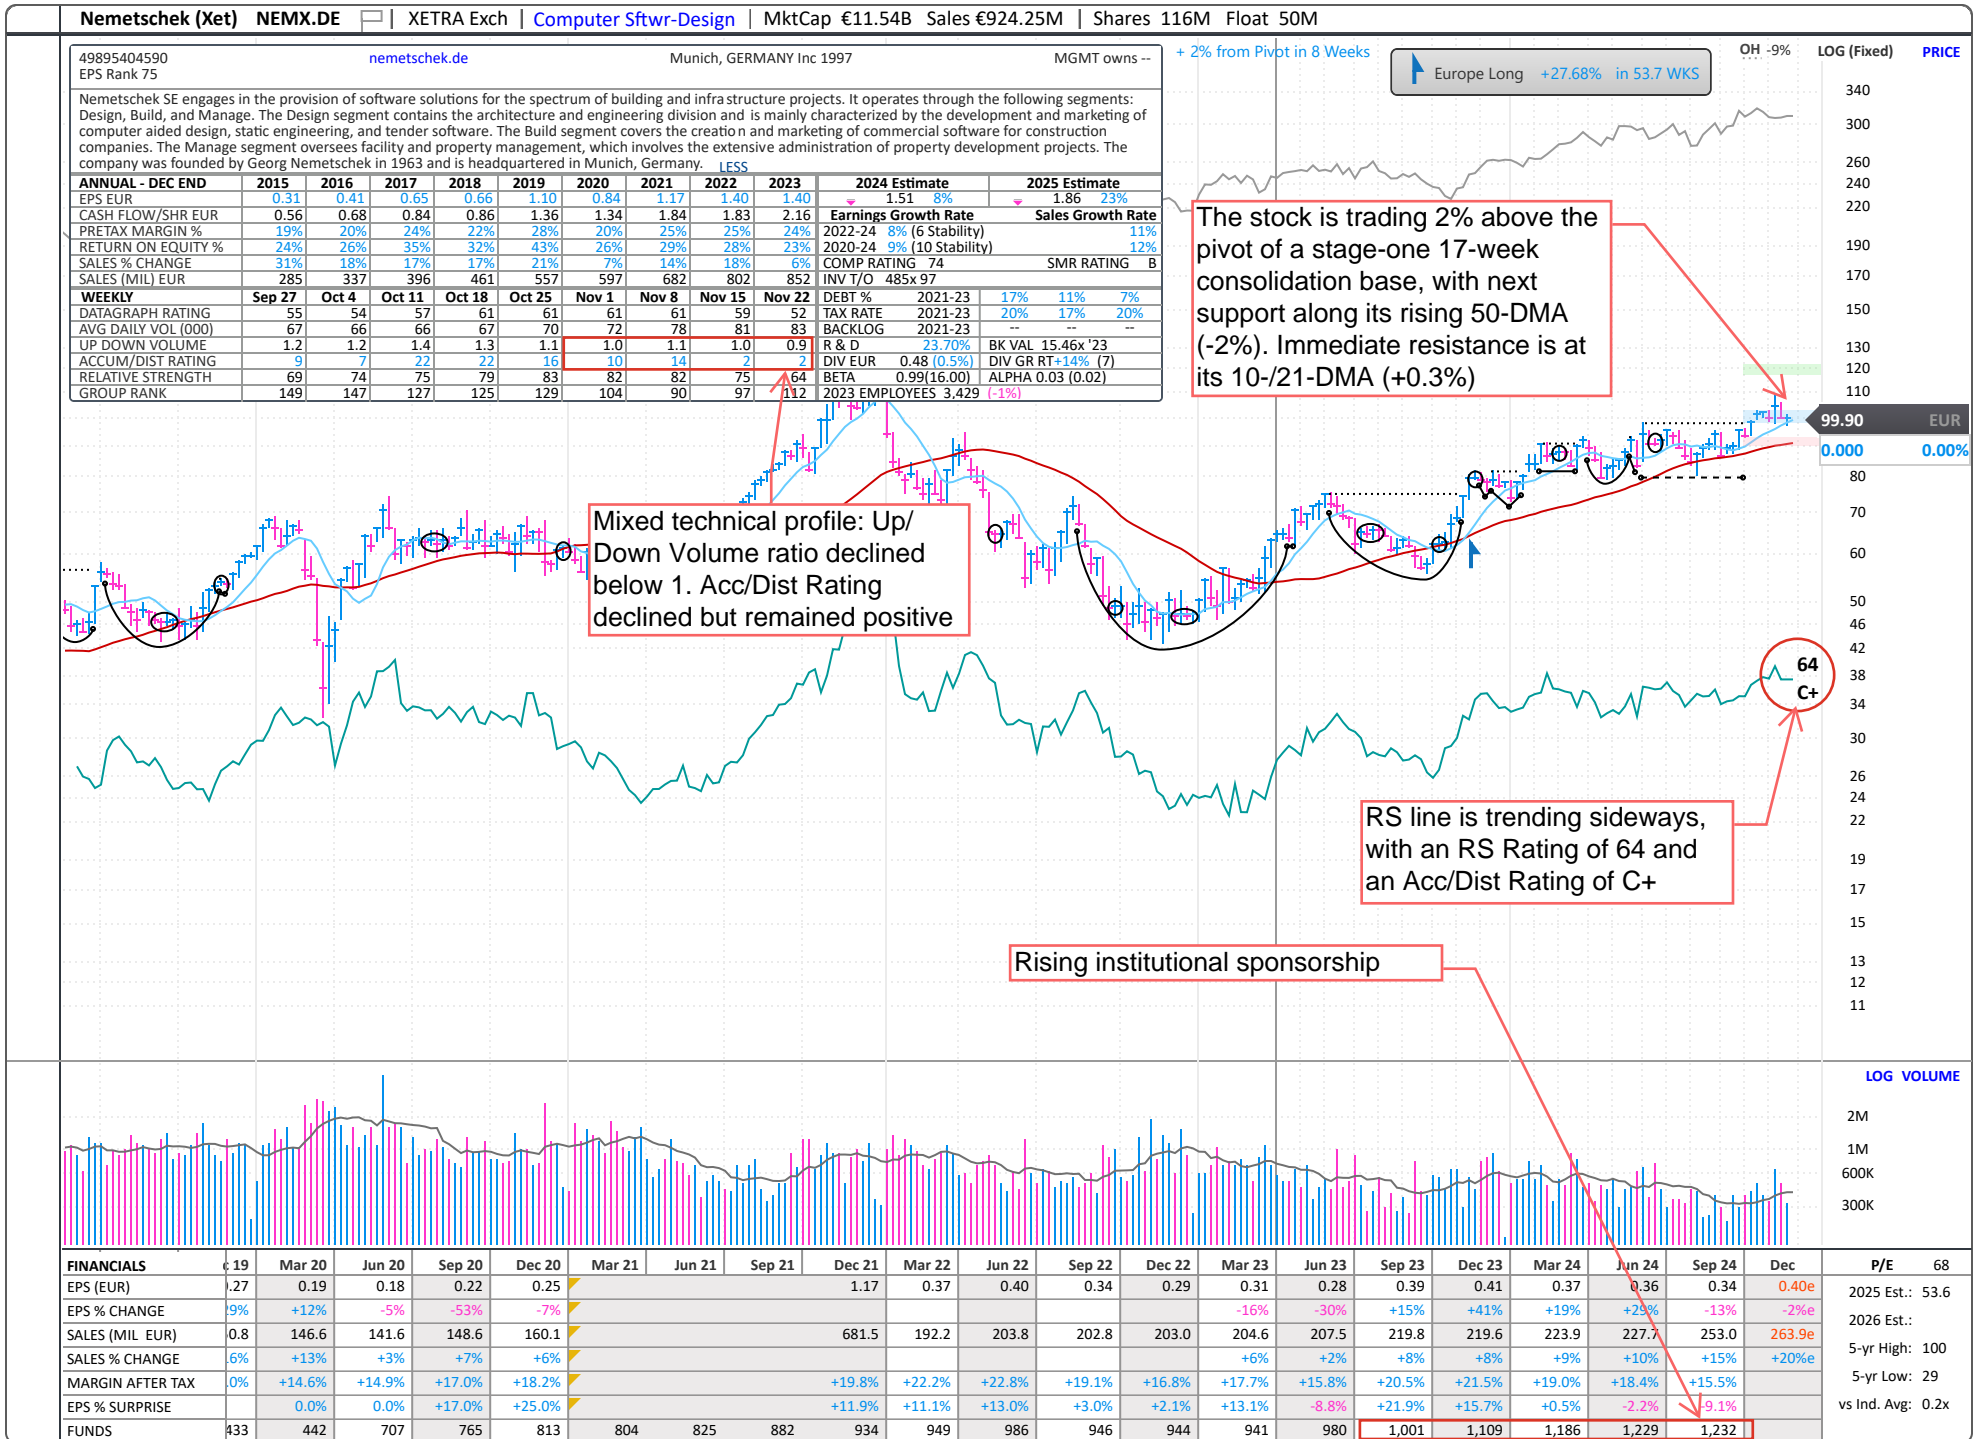 Nemetschek (Xet) NEMX.DE | XETRA Exch | Computer Sftwr-Design | MktCap €11.54B Sales €924.25M | Shares 116M Float 50M
49895404590 nemetschek.de Munich, GERMANY Inc 1997 MGMT owns --
EPS Rank 75
Nemetschek SE engages in the provision of software solutions for the spectrum of building and infrastructure projects. It operates through the following segments:
Design, Build, and Manage. The Design segment contains the architecture and engineering division and is mainly characterized by the development and marketing of
computer aided design, static engineering, and tender software. The Build segment covers the creation and marketing of commercial software for construction
companies. The Manage segment oversees facility and property management, which involves the extensive administration of property development projects. The
company was founded by Georg Nemetschek in 1963 and is headquartered in Munich, Germany. LESS
ANNUAL - DEC END 2015 2016 2017 2018 2019 2020 2021 2022 2023 2024 Estimate 2025 Estimate
EPS EUR 0.31 0.41 0.65 0.66 1.10 0.84 1.17 1.40 1.40 1.51 8% 1.86 23%
CASH FLOW/SHR EUR 0.56 0.68 0.84 0.86 1.36 1.34 1.84 1.83 2.16 Earnings Growth Rate Sales Growth Rate
PRETAX MARGIN % 19% 20% 24% 22% 28% 20% 25% 25% 24% 2022-24 8% (6 Stability) 11%
RETURN ON EQUITY % 24% 26% 35% 32% 43% 26% 29% 28% 23% 2020-24 9% (10 Stability) 12%
SALES % CHANGE 31% 18% 17% 17% 21% 7% 14% 18% 6% COMP RATING 74 SMR RATING B
SALES (MIL) EUR 285 337 396 461 557 597 682 802 852 INV T/O 485x 97
WEEKLY Sep 27 Oct 4 Oct 11 Oct 18 Oct 25 Nov 1 Nov 8 Nov 15 Nov 22 DEBT % 2021-23 17% 11% 7%
DATAGRAPH RATING 55 54 57 61 61 61 61 59 52 TAX RATE 2021-23 20% 17% 20%
AVG DAILY VOL (000) 67 66 66 67 70 72 78 81 83 BACKLOG 2021-23 -- -- --
UP DOWN VOLUME 1.2 1.2 1.4 1.3 1.1 1.0 1.1 1.0 0.9 R & D 23.70% BK VAL 15.46x '23
ACCUM/DIST RATING 9 7 22 22 16 10 14 2 2 DIV EUR 0.48 (0.5%) DIV GR RT+14% (7)
RELATIVE STRENGTH 69 74 75 79 83 82 82 75 64 BETA 0.99(16.00) ALPHA 0.03 (0.02)
GROUP RANK 149 147 127 125 129 104 90 97 112 2023 EMPLOYEES 3,429 (-1%)
+ 2% from Pivot in 8 Weeks
Europe Long +27.68% in 53.7 WKS
OH -9% LOG (Fixed) PRICE
The stock is trading 2% above the
pivot of a stage-one 17-week
consolidation base, with next
support along its rising 50-DMA
(-2%). Immediate resistance is at
its 10-/21-DMA (+0.3%)
340
300
260
240
220
190
170
150
130
120
110
99.90 EUR
0.000 0.00%
80
70
60
50
46
42
38
34
30
26
24
22
19
17
15
13
12
11
Mixed technical profile: Up/
Down Volume ratio declined
below 1. Acc/Dist Rating
declined but remained positive
64
C+
RS line is trending sideways,
with an RS Rating of 64 and
an Acc/Dist Rating of C+
Rising institutional sponsorship
LOG VOLUME
2M
1M
600K
300K
FINANCIALS 19 Mar 20 Jun 20 Sep 20 Dec 20 Mar 21 Jun 21 Sep 21 Dec 21 Mar 22 Jun 22 Sep 22 Dec 22 Mar 23 Jun 23 Sep 23 Dec 23 Mar 24 Jun 24 Sep 24 Dec
EPS (EUR) .27 0.19 0.18 0.22 0.25 1.17 0.37 0.40 0.34 0.29 0.31 0.28 0.39 0.41 0.37 0.36 0.34 0.40e
EPS % CHANGE 9% +12% -5% -53% -7% -16% -30% +15% +41% +19% +29% -13% -2%e
SALES (MIL EUR) 0.8 146.6 141.6 148.6 160.1 681.5 192.2 203.8 202.8 203.0 204.6 207.5 219.8 219.6 223.9 227.7 253.0 263.9e
SALES % CHANGE 6% +13% +3% +7% +6% +6% +2% +8% +8% +9% +10% +15% +20%e
MARGIN AFTER TAX .0% +14.6% +14.9% +17.0% +18.2% +19.8% +22.2% +22.8% +19.1% +16.8% +17.7% +15.8% +20.5% +21.5% +19.0% +18.4% +15.5%
EPS % SURPRISE 0.0% 0.0% +17.0% +25.0% +11.9% +11.1% +13.0% +3.0% +2.1% +13.1% -8.8% +21.9% +15.7% +0.5% -2.2% -9.1%
FUNDS 433 442 707 765 813 804 825 882 934 949 986 946 944 941 980 1,001 1,109 1,186 1,229 1,232
P/E 68
2025 Est.: 53.6
2026 Est.:
5-yr High: 100
5-yr Low: 29
vs Ind. Avg: 0.2x